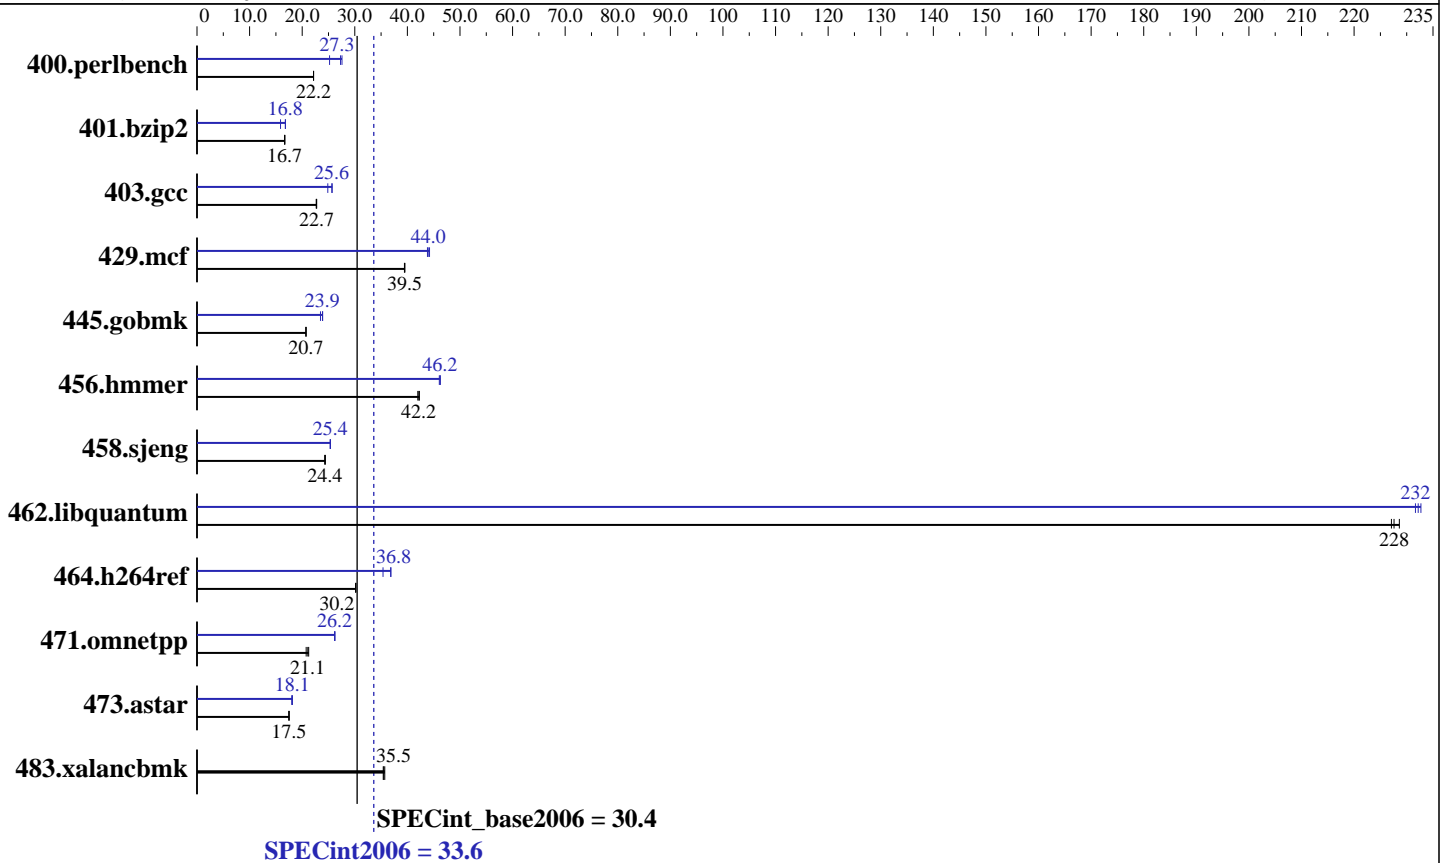 0 10.0 20.0 30.0 40.0 50.0 60.0 70.0 80.0 90.0 100 110 120 130 140 150 160 170 180 190 200 210 220 235
27.3
400.perlbench
22.2
16.8
401.bzip2
16.7
25.6
403.gcc
22.7
44.0
429.mcf
39.5
23.9
445.gobmk
20.7
46.2
456.hmmer
42.2
25.4
458.sjeng
24.4
232
462.libquantum
228
36.8
464.h264ref
30.2
26.2
471.omnetpp
21.1
18.1
473.astar
17.5
35.5
483.xalancbmk
SPECint_base2006 = 30.4
SPECint2006 = 33.6